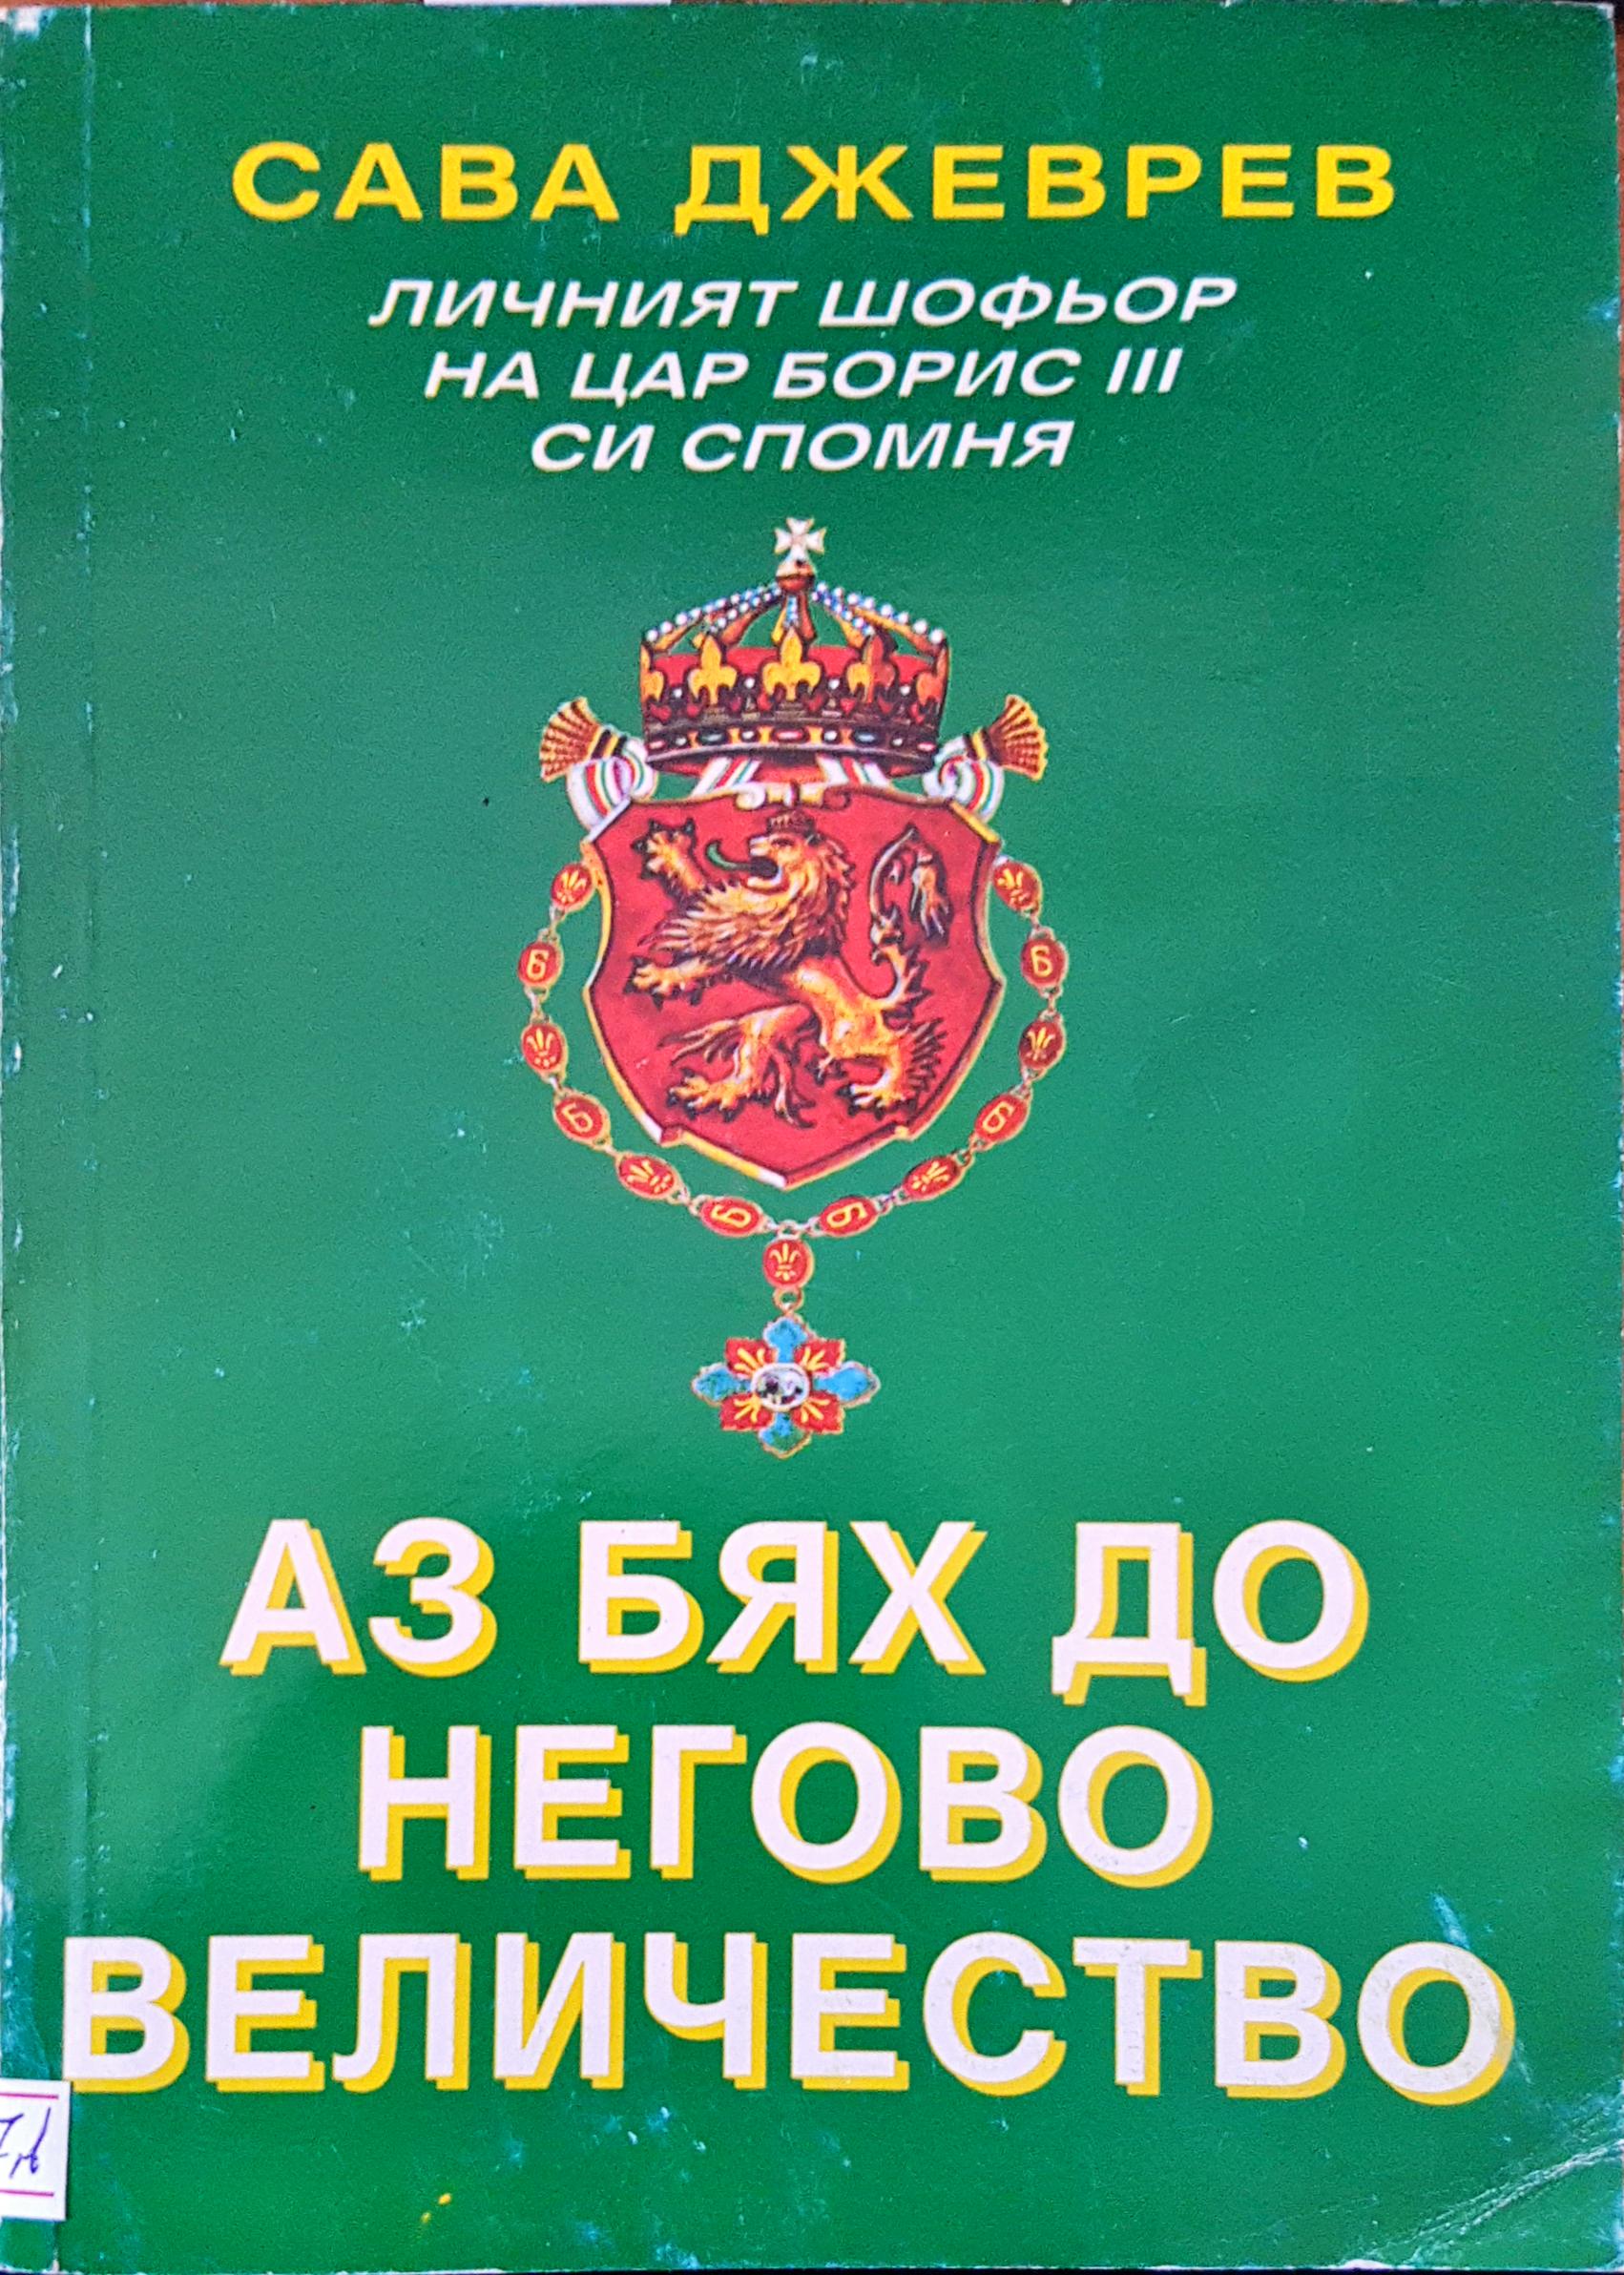 САВА ДЖЕВРЕВ
ЛИЧНИЯТ ШОФЬОР
НА ЦАР БОРИС III
СИ СПОМНЯ
АЗ БЯХ ДО
НЕГОВО
ВЕЛИЧЕСТВО